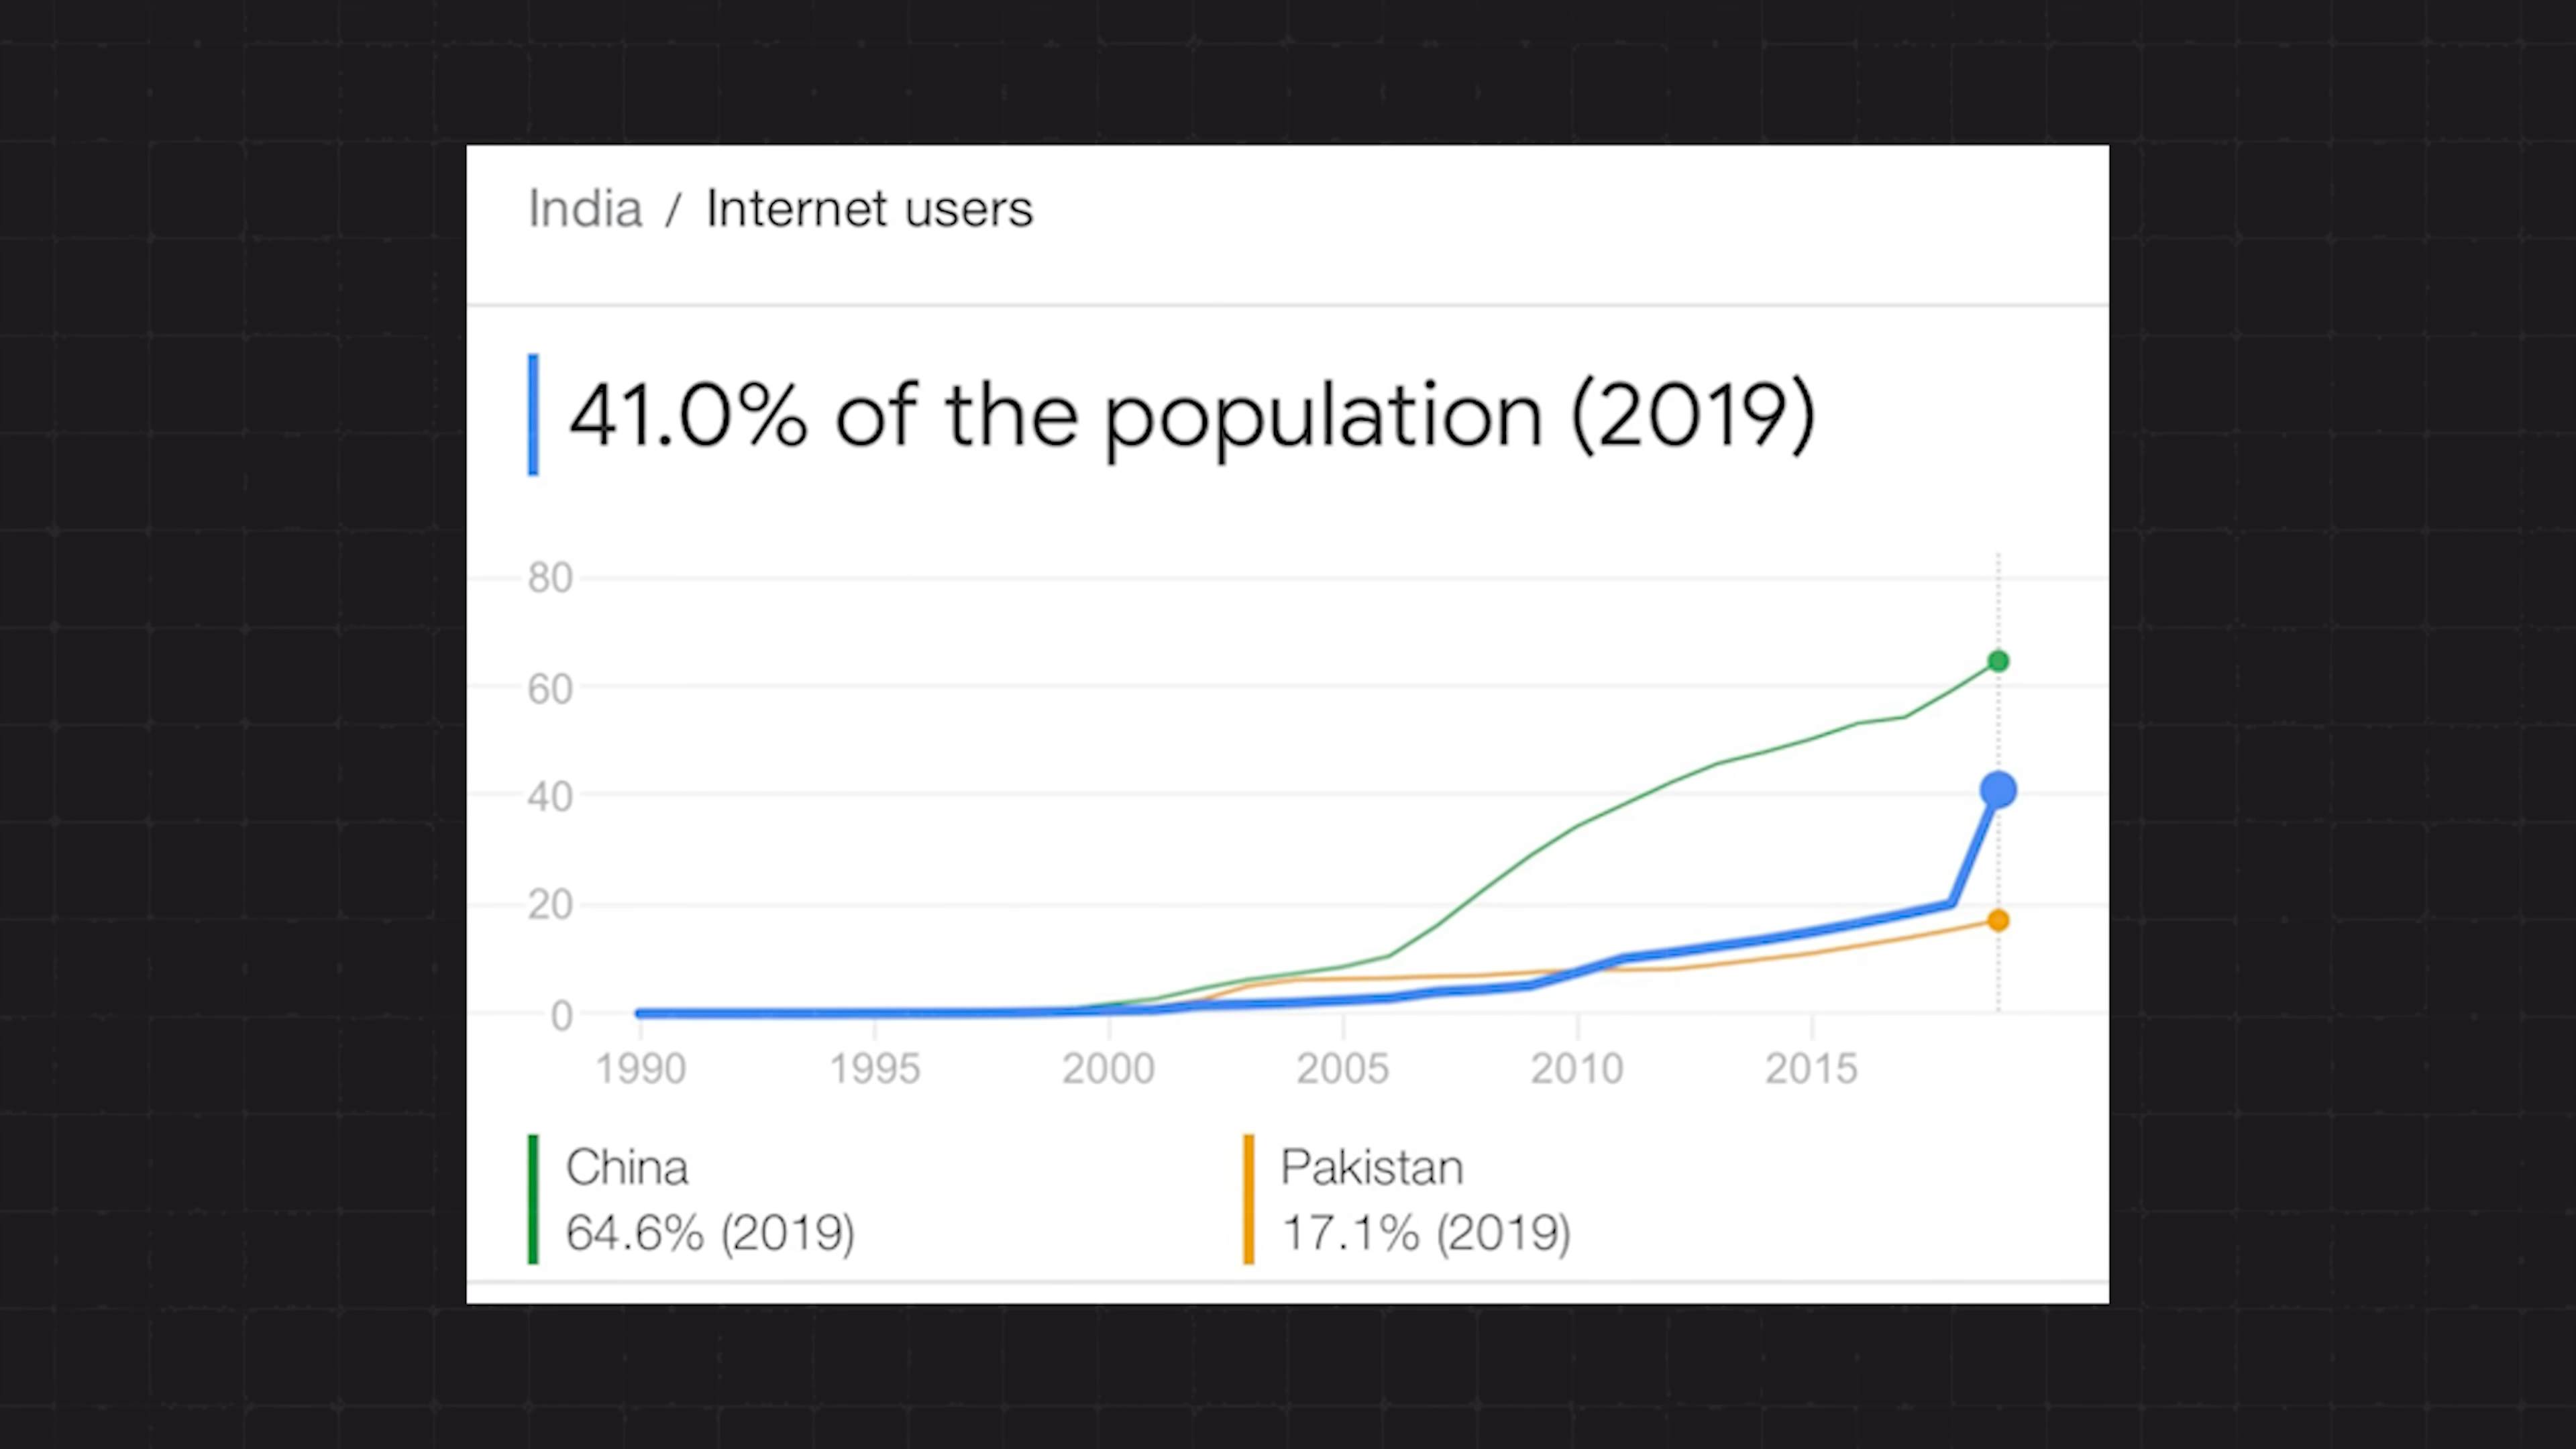 India / Internet users
41.0% of the population (2019)
80
60
40
20
0
1990 1995 2000 2005 2010 2015
China
64.6% (2019)
Pakistan
17.1% (2019)